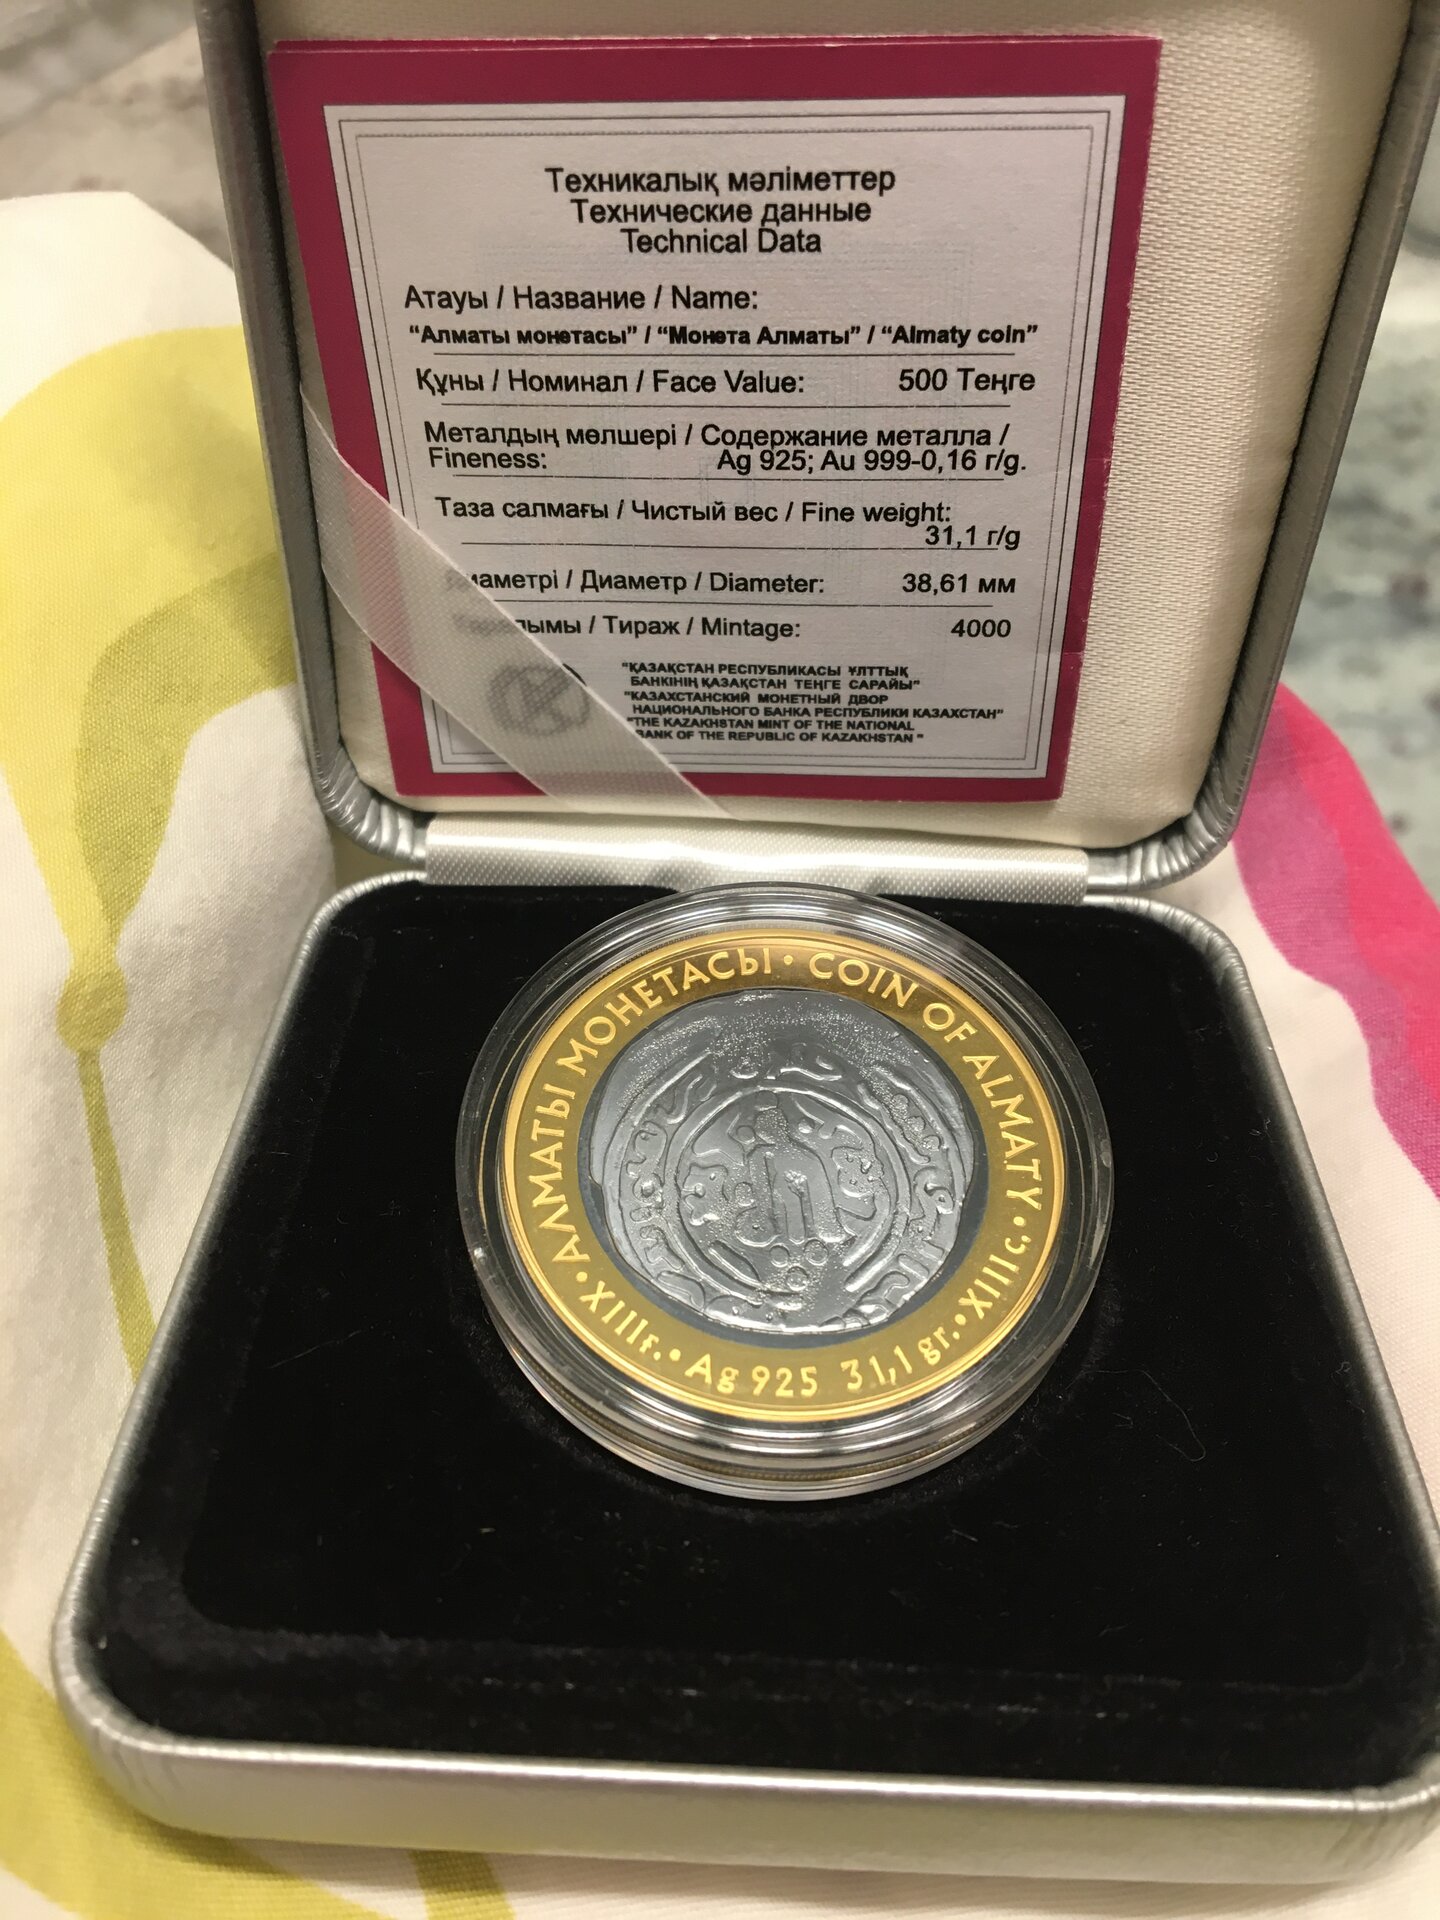 Техникалық мәліметтер
Технические данные
Technical Data
Атауы / Название / Name:
“Алматы монетасы” / “Монета Алматы” / “Almaty coin”
Құны / Номинал / Face Value: 500 Теңге
Металдың мөлшері / Содержание металла /
Fineness: Ag 925; Au 999-0,16 г/g.
Таза салмағы / Чистый вес / Fine weight:
31,1 г/g
Диаметрі / Диаметр / Diameter: 38,61 мм
/ Тираж / Mintage: 4000
"ҚАЗАҚСТАН РЕСПУБЛИКАСЫ ҰЛТТЫҚ
БАНКІНІҢ ҚАЗАҚСТАН ТЕҢГЕ САРАЙЫ"
"КАЗАХСТАНСКИЙ МОНЕТНЫЙ ДВОР
НАЦИОНАЛЬНОГО БАНКА РЕСПУБЛИКИ КАЗАХСТАН"
"THE KAZAKHSTAN MINT OF THE NATIONAL
BANK OF THE REPUBLIC OF KAZAKHSTAN "
АЛМАТЫ МОНЕТАСЫ · COIN OF ALMATY
· XIIIғ. · Ag 925 31,1 gr. · XIII c. ·